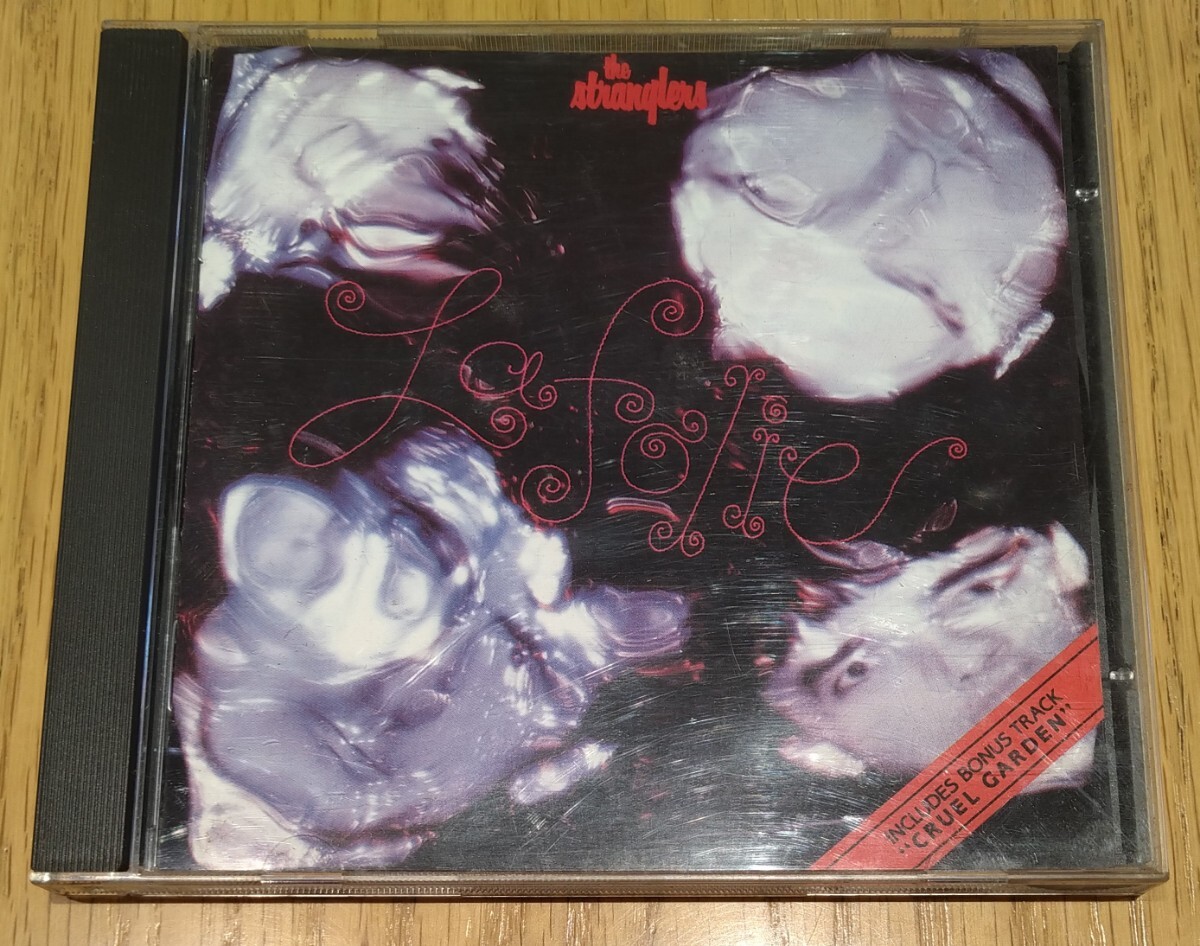 the
stranglers
La folie
INCLUDES BONUS TRACK
"CRUEL GARDEN"